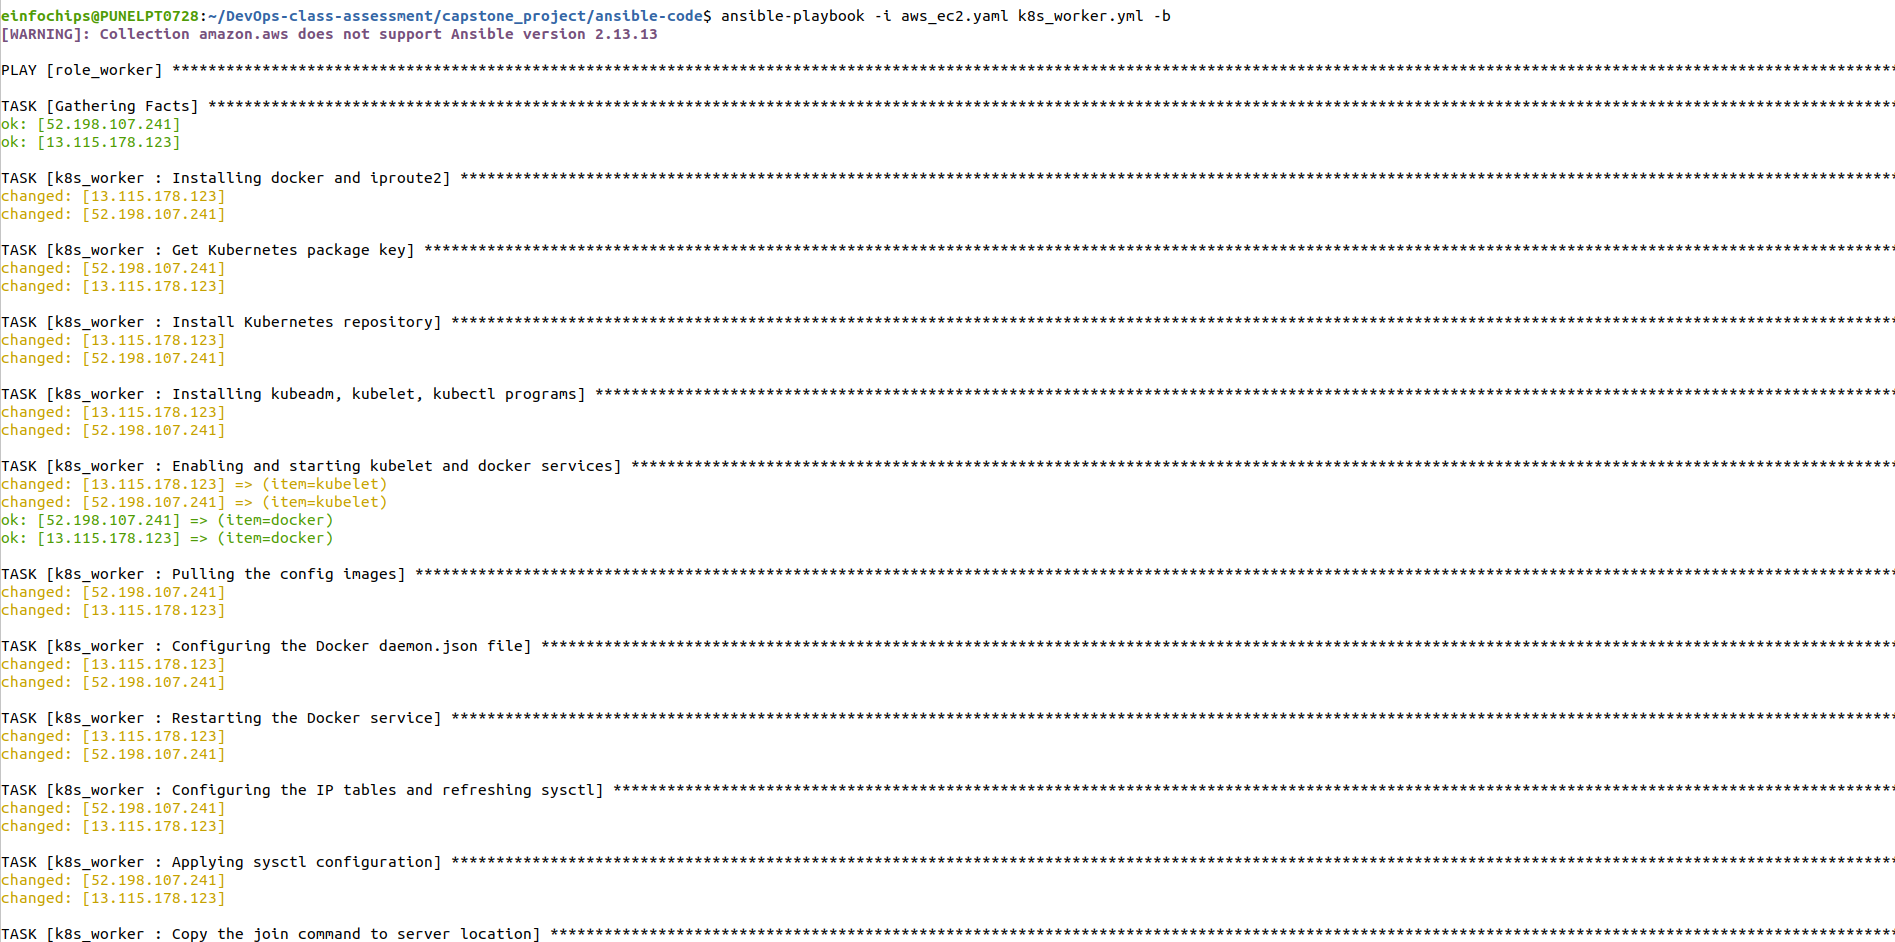 einfochips@PUNELPT0728:~/DevOps-class-assessment/capstone_project/ansible-code$ ansible-playbook -i aws_ec2.yaml k8s_worker.yml -b
[WARNING]: Collection amazon.aws does not support Ansible version 2.13.13
PLAY [role_worker] ************************************************************************************************************************************************************************************************
TASK [Gathering Facts] ********************************************************************************************************************************************************************************************
ok: [52.198.107.241]
ok: [13.115.178.123]
TASK [k8s_worker : Installing docker and iproute2] ****************************************************************************************************************************************************************
changed: [13.115.178.123]
changed: [52.198.107.241]
TASK [k8s_worker : Get Kubernetes package key] ********************************************************************************************************************************************************************
changed: [52.198.107.241]
changed: [13.115.178.123]
TASK [k8s_worker : Install Kubernetes repository] *****************************************************************************************************************************************************************
changed: [13.115.178.123]
changed: [52.198.107.241]
TASK [k8s_worker : Installing kubeadm, kubelet, kubectl programs] *************************************************************************************************************************************************
changed: [13.115.178.123]
changed: [52.198.107.241]
TASK [k8s_worker : Enabling and starting kubelet and docker services] *********************************************************************************************************************************************
changed: [13.115.178.123] => (item=kubelet)
changed: [52.198.107.241] => (item=kubelet)
ok: [52.198.107.241] => (item=docker)
ok: [13.115.178.123] => (item=docker)
TASK [k8s_worker : Pulling the config images] *********************************************************************************************************************************************************************
changed: [52.198.107.241]
changed: [13.115.178.123]
TASK [k8s_worker : Configuring the Docker daemon.json file] *******************************************************************************************************************************************************
changed: [13.115.178.123]
changed: [52.198.107.241]
TASK [k8s_worker : Restarting the Docker service] *****************************************************************************************************************************************************************
changed: [13.115.178.123]
changed: [52.198.107.241]
TASK [k8s_worker : Configuring the IP tables and refreshing sysctl] ***********************************************************************************************************************************************
changed: [52.198.107.241]
changed: [13.115.178.123]
TASK [k8s_worker : Applying sysctl configuration] *****************************************************************************************************************************************************************
changed: [52.198.107.241]
changed: [13.115.178.123]
TASK [k8s_worker : Copy the join command to server location] ******************************************************************************************************************************************************